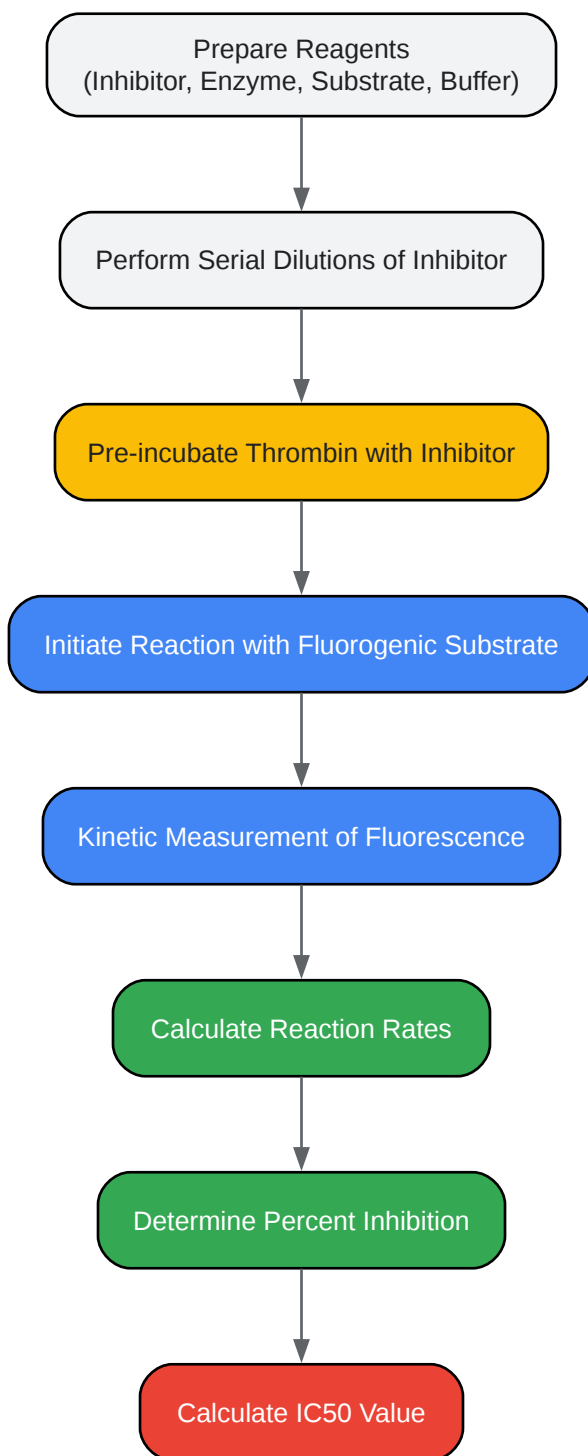 Prepare Reagents
(Inhibitor, Enzyme, Substrate, Buffer)
Perform Serial Dilutions of Inhibitor
Pre-incubate Thrombin with Inhibitor
Initiate Reaction with Fluorogenic Substrate
Kinetic Measurement of Fluorescence
Calculate Reaction Rates
Determine Percent Inhibition
Calculate IC50 Value